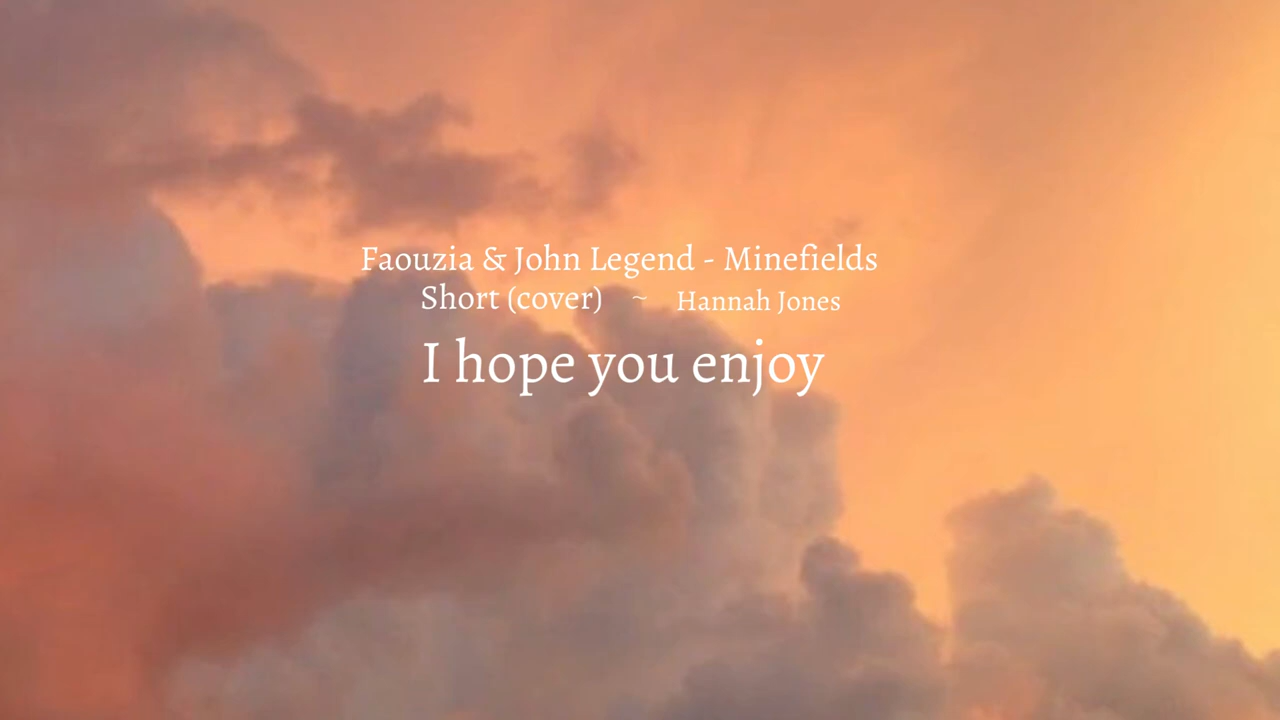 Faouzia & John Legend - Minefields
Short (cover) ~ Hannah Jones
I hope you enjoy